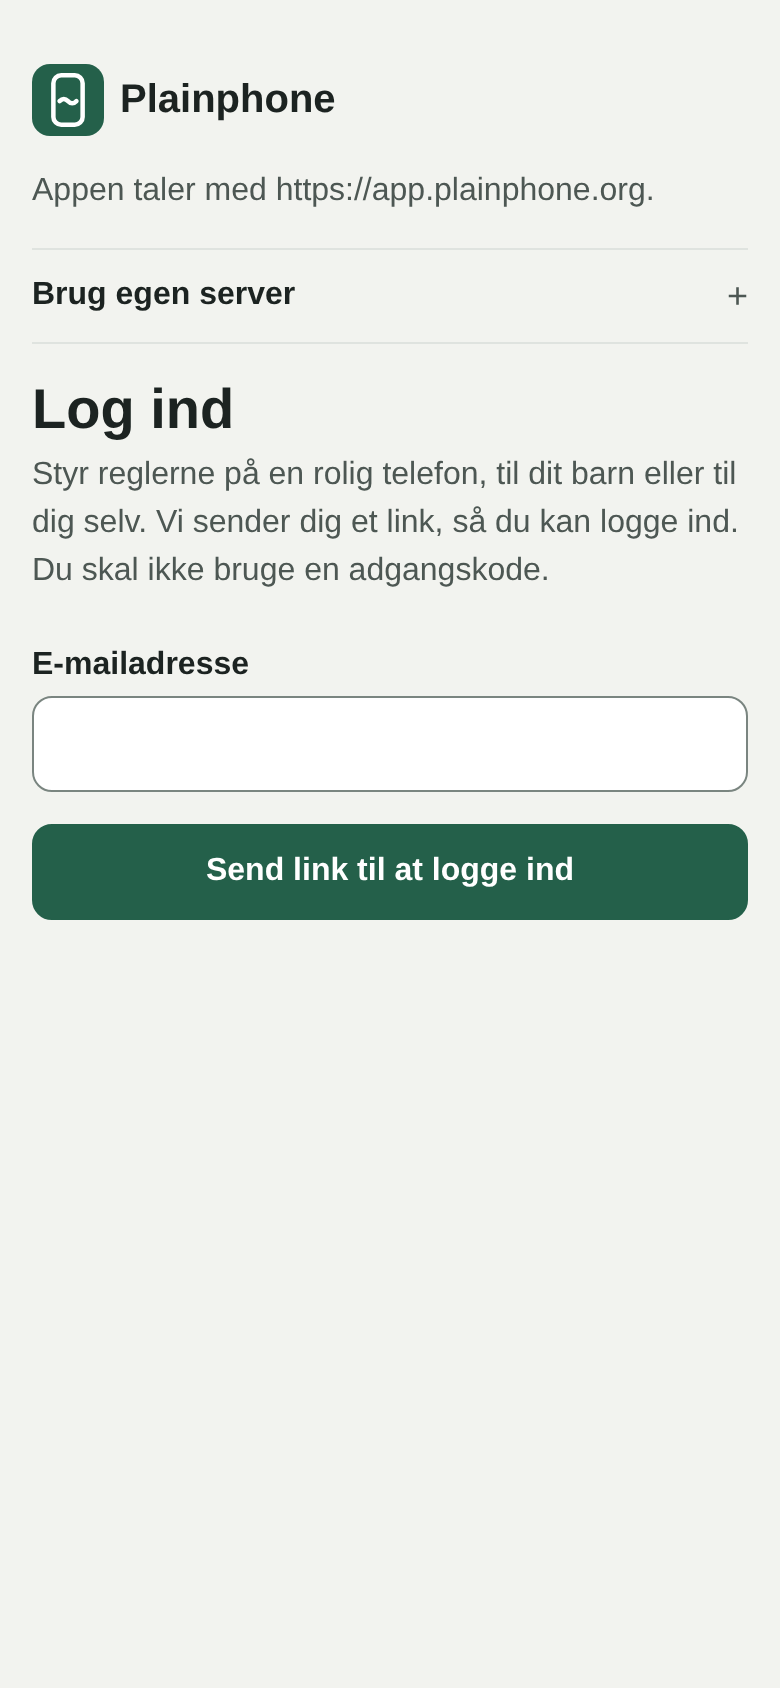 Plainphone
Appen taler med https://app.plainphone.org.
Brug egen server +
Log ind
Styr reglerne på en rolig telefon, til dit barn eller til
dig selv. Vi sender dig et link, så du kan logge ind.
Du skal ikke bruge en adgangskode.
E-mailadresse
Send link til at logge ind